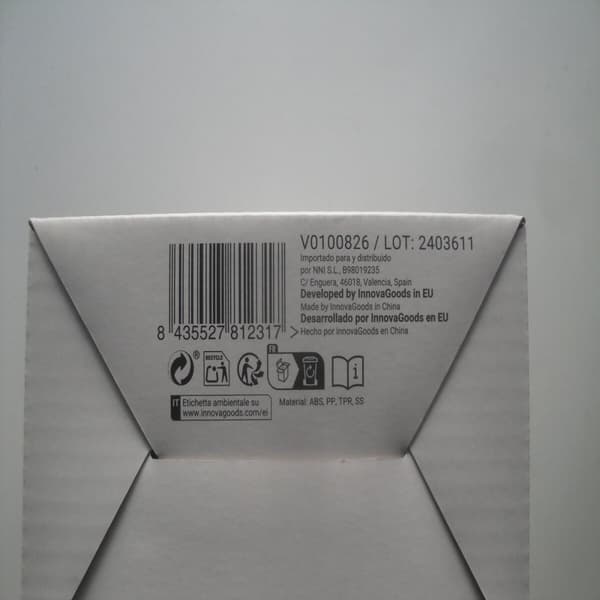 V0100826 / LOT: 2403611
Importado para y distribuido
por NNI S.L., B98019235
C/ Enguera, 46018, Valencia, Spain
Developed by InnovaGoods in EU
Made by InnovaGoods in China
Desarrollado por InnovaGoods en EU
Hecho por InnovaGoods en China
8 435527 812317 >
RECYCLE
FR
i
IT Etichetta ambientale su
www.innovagoods.com/ei
Material: ABS, PP, TPR, SS